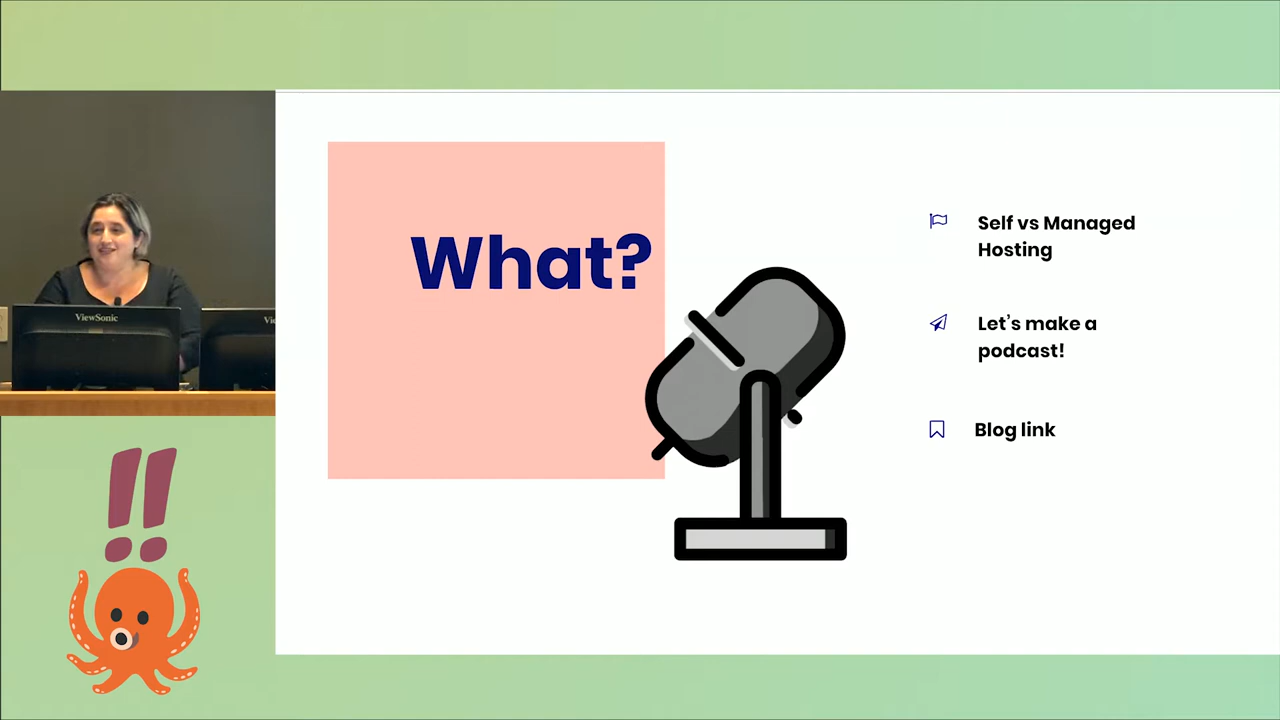 What?
Self vs Managed
Hosting
Let's make a
podcast!
Blog link
ViewSonic
!!